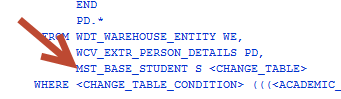 END
PD.*
FROM WDT_WAREHOUSE_ENTITY WE,
WCV_EXTR_PERSON_DETAILS PD,
MST_BASE_STUDENT S <CHANGE_TABLE>
WHERE <CHANGE_TABLE_CONDITION> (((<ACADEMIC_